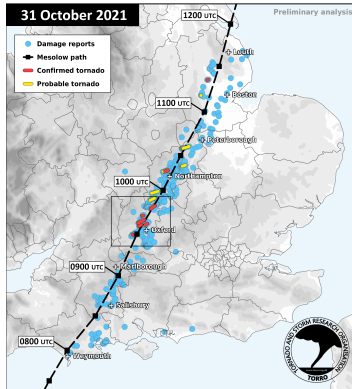 31 October 2021
Preliminary analysis
Damage reports
Mesolow path
Confirmed tornado
Probable tornado
1200 UTC
Louth
Boston
1100 UTC
Peterborough
Northampton
1000 UTC
Oxford
Marlborough
0900 UTC
Salisbury
0800 UTC
Weymouth
TORNADO AND STORM RESEARCH ORGANISATION
TORRO